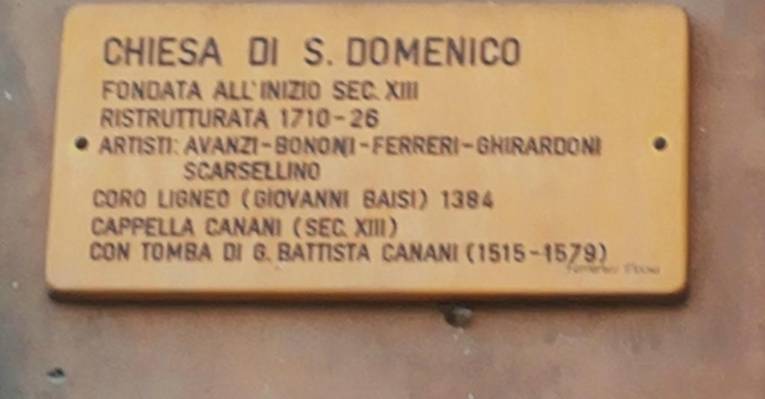 CHIESA DI S. DOMENICO
FONDATA ALL'INIZIO SEC. XIII
RISTRUTTURATA 1710-26
ARTISTI: AVANZI-BONONI-FERRERI-GHIRARDONI
SCARSELLINO
CORO LIGNEO (GIOVANNI BAISI) 1384
CAPPELLA CANANI (SEC. XIII)
CON TOMBA DI G. BATTISTA CANANI (1515-1579)